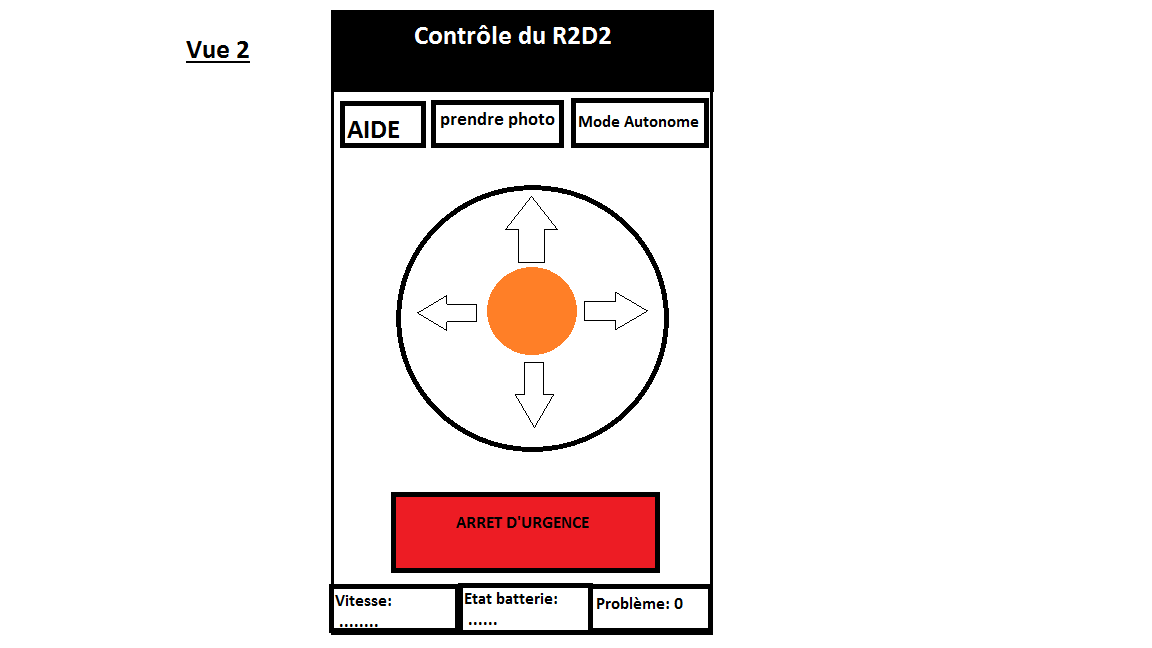 Vue 2
Contrôle du R2D2
AIDE
prendre photo
Mode Autonome
ARRET D'URGENCE
Vitesse:
........
Etat batterie:
......
Problème: 0